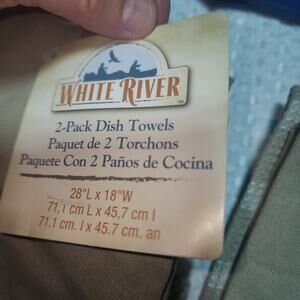 WHITE RIVER
TM
2-Pack Dish Towels
Paquet de 2 Torchons
Paquete Con 2 Paños de Cocina
28"L x 18"W
71,1 cm L x 45,7 cm l
71.1 cm. l x 45.7 cm. an